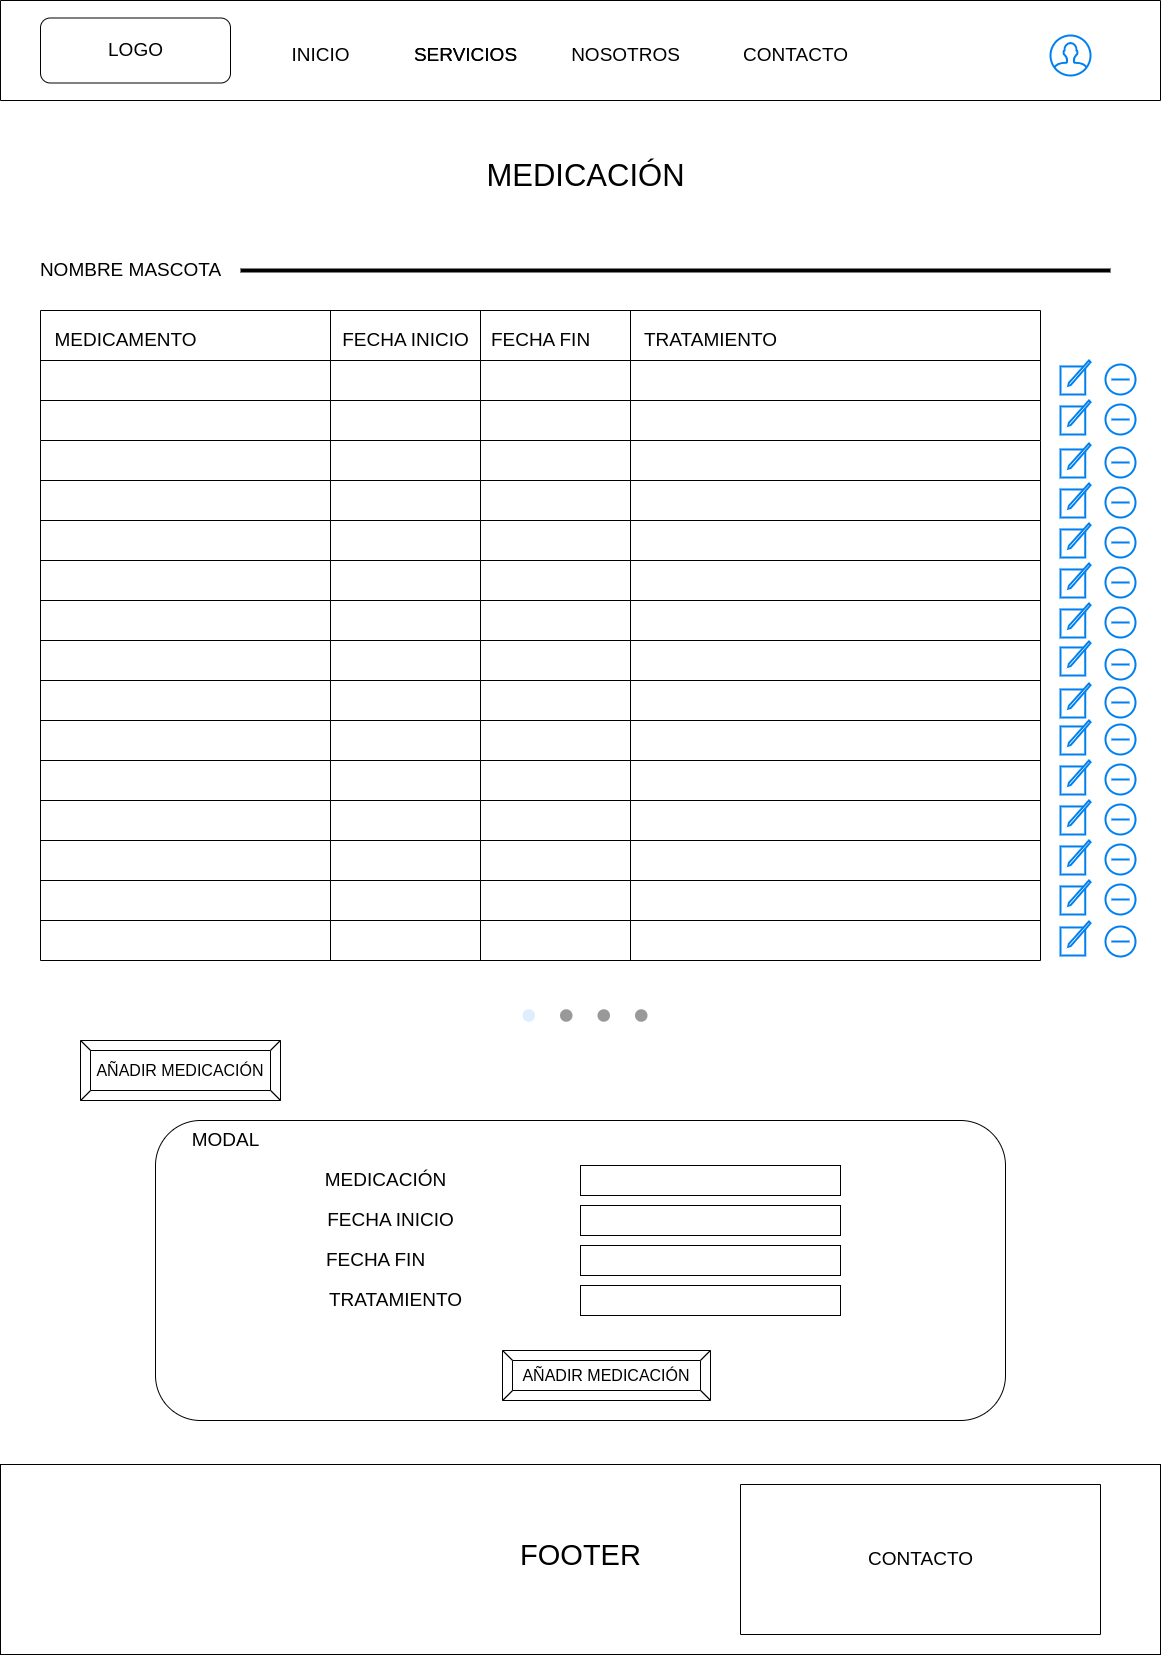 LOGO
INICIO
SERVICIOS
NOSOTROS
CONTACTO
MEDICACIÓN
NOMBRE MASCOTA
MEDICAMENTO
FECHA INICIO
FECHA FIN
TRATAMIENTO
AÑADIR MEDICACIÓN
MODAL
MEDICACIÓN
FECHA INICIO
FECHA FIN
TRATAMIENTO
AÑADIR MEDICACIÓN
FOOTER
CONTACTO